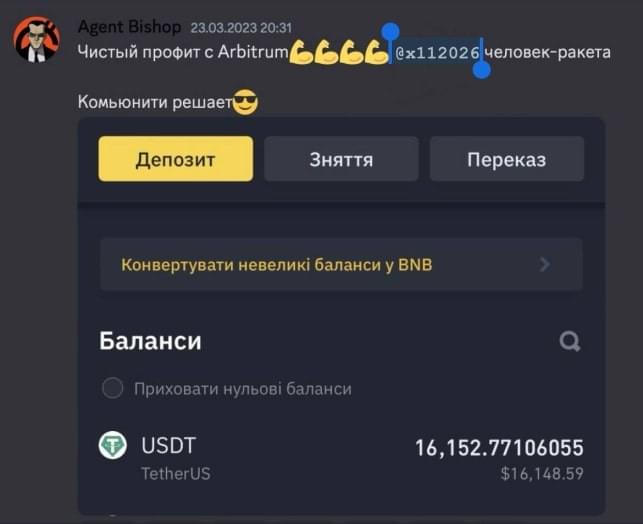 Agent Bishop 23.03.2023 20:31
Чистый профит с Arbitrum💪💪💪💪 @x112026 человек-ракета
Комьюнити решает😎
Депозит Зняття Переказ
Конвертувати невеликі баланси у BNB
Баланси
Приховати нульові баланси
USDT 16,152.77106055
TetherUS $16,148.59